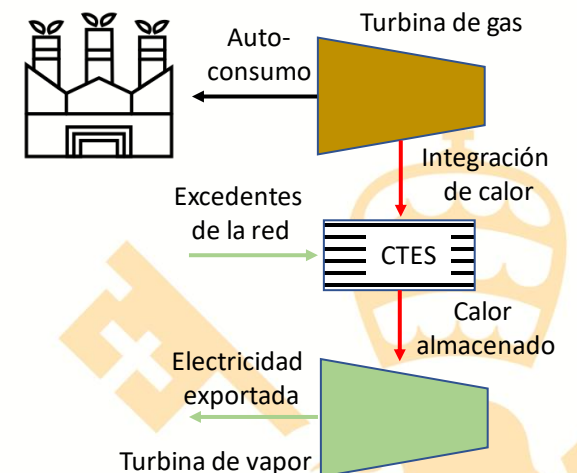 Turbina de gas
Auto-
consumo
Integración
de calor
Excedentes
de la red
CTES
Calor
almacenado
Electricidad
exportada
Turbina de vapor